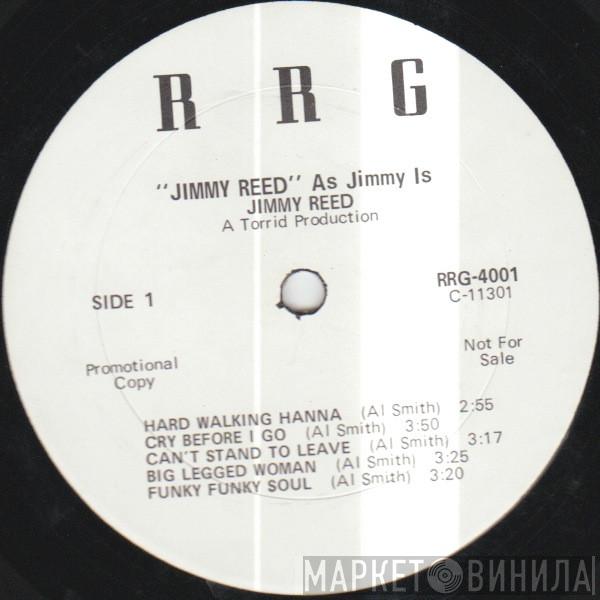 R R G
"JIMMY REED" As Jimmy Is
JIMMY REED
A Torrid Production
SIDE 1
RRG-4001
C-11301
Promotional
Copy
Not For
Sale
HARD WALKING HANNA (Al Smith) 2:55
CRY BEFORE I GO (Al Smith) 3:50
CAN'T STAND TO LEAVE (Al Smith) 3:17
BIG LEGGED WOMAN (Al Smith) 3:25
FUNKY FUNKY SOUL (Al Smith) 3:20
МАРКЕТ ВИНИЛА